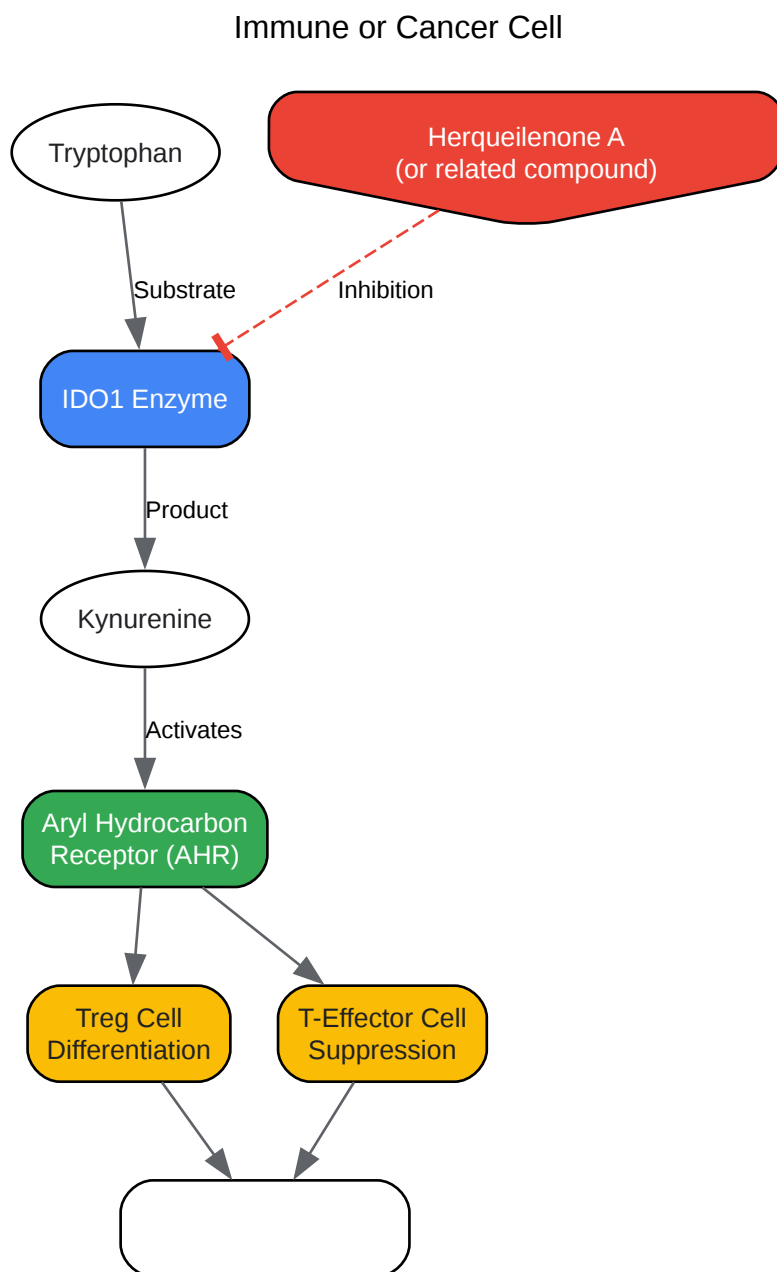 Immune or Cancer Cell
Tryptophan
Herqueilenone A
(or related compound)
Substrate
Inhibition
IDO1 Enzyme
Product
Kynurenine
Activates
Aryl Hydrocarbon
Receptor (AHR)
Treg Cell
Differentiation
T-Effector Cell
Suppression